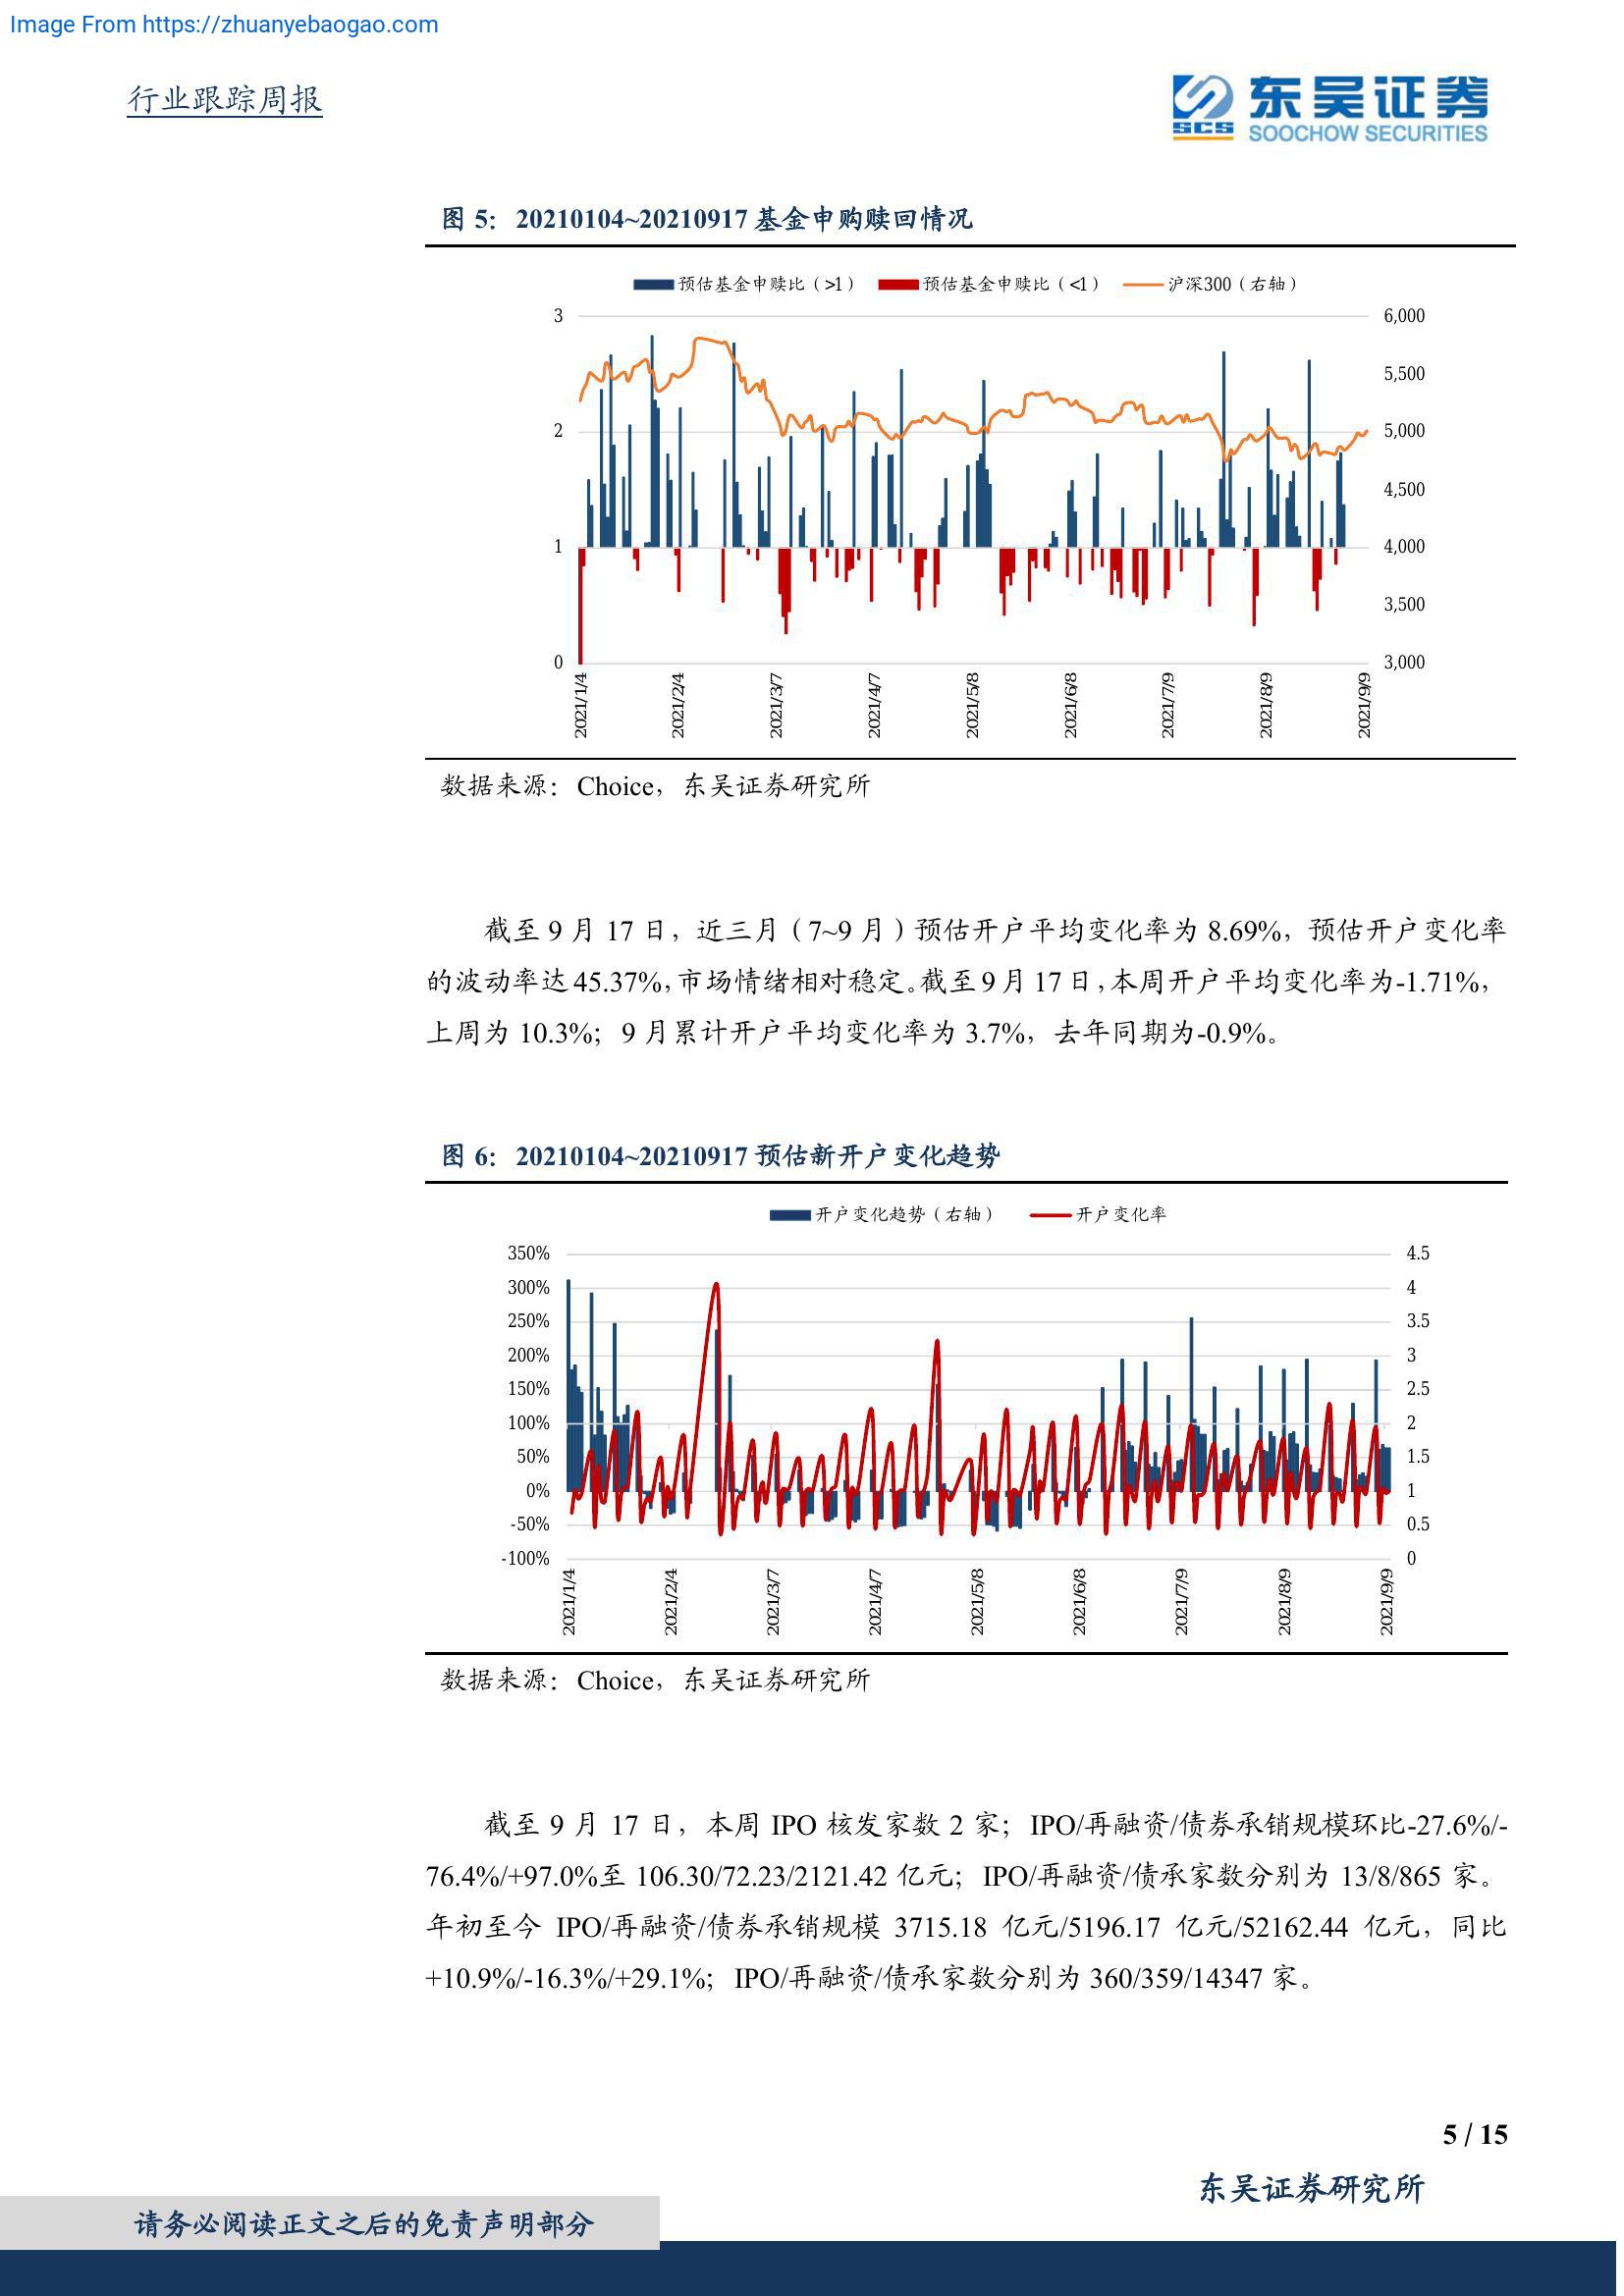 Image From https://zhuanyebaogao.com
行业跟踪周报
东吴证券
SCS
SOOCHOW SECURITIES
图 5： 20210104~20210917 基金申购赎回情况
预估基金申赎比（>1） 预估基金申赎比（<1） 沪深300（右轴）
3 6,000
5,500
2 5,000
4,500
1 4,000
3,500
0 3,000
2021/1/4 2021/2/4 2021/3/7 2021/4/7 2021/5/8 2021/6/8 2021/7/9 2021/8/9 2021/9/9
数据来源：Choice，东吴证券研究所
截至 9 月 17 日，近三月（7~9 月）预估开户平均变化率为 8.69%，预估开户变化率
的波动率达 45.37%，市场情绪相对稳定。截至 9 月 17 日，本周开户平均变化率为-1.71%，
上周为 10.3%；9 月累计开户平均变化率为 3.7%，去年同期为-0.9%。
图 6： 20210104~20210917 预估新开户变化趋势
开户变化趋势（右轴） 开户变化率
350% 4.5
300% 4
250% 3.5
200% 3
150% 2.5
100% 2
50% 1.5
0% 1
-50% 0.5
-100% 0
2021/1/4 2021/2/4 2021/3/7 2021/4/7 2021/5/8 2021/6/8 2021/7/9 2021/8/9 2021/9/9
数据来源：Choice，东吴证券研究所
截至 9 月 17 日，本周 IPO 核发家数 2 家；IPO/再融资/债券承销规模环比-27.6%/-
76.4%/+97.0%至 106.30/72.23/2121.42 亿元；IPO/再融资/债承家数分别为 13/8/865 家。
年初至今 IPO/再融资/债券承销规模 3715.18 亿元/5196.17 亿元/52162.44 亿元，同比
+10.9%/-16.3%/+29.1%；IPO/再融资/债承家数分别为 360/359/14347 家。
5 / 15
东吴证券研究所
请务必阅读正文之后的免责声明部分